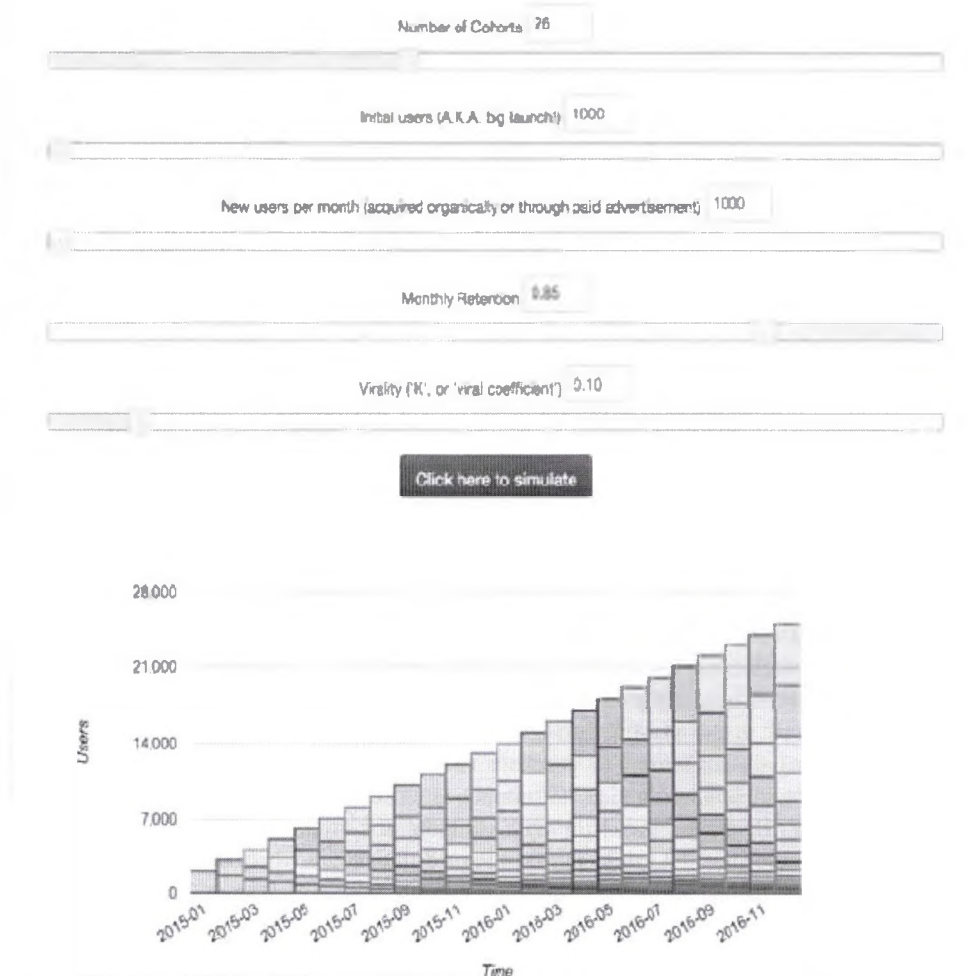 Number of Cohorts 26
Initial users (A.K.A. big launch!) 1000
New users per month (acquired organically or through paid advertisement) 1000
Monthly Retention 0.85
Virality ('K', or 'viral coefficient') 0.10
Click here to simulate
28.000
21.000
14.000
7.000
0
Users
2015-01 2015-03 2015-05 2015-07 2015-09 2015-11 2016-01 2016-03 2016-05 2016-07 2016-09 2016-11
Time